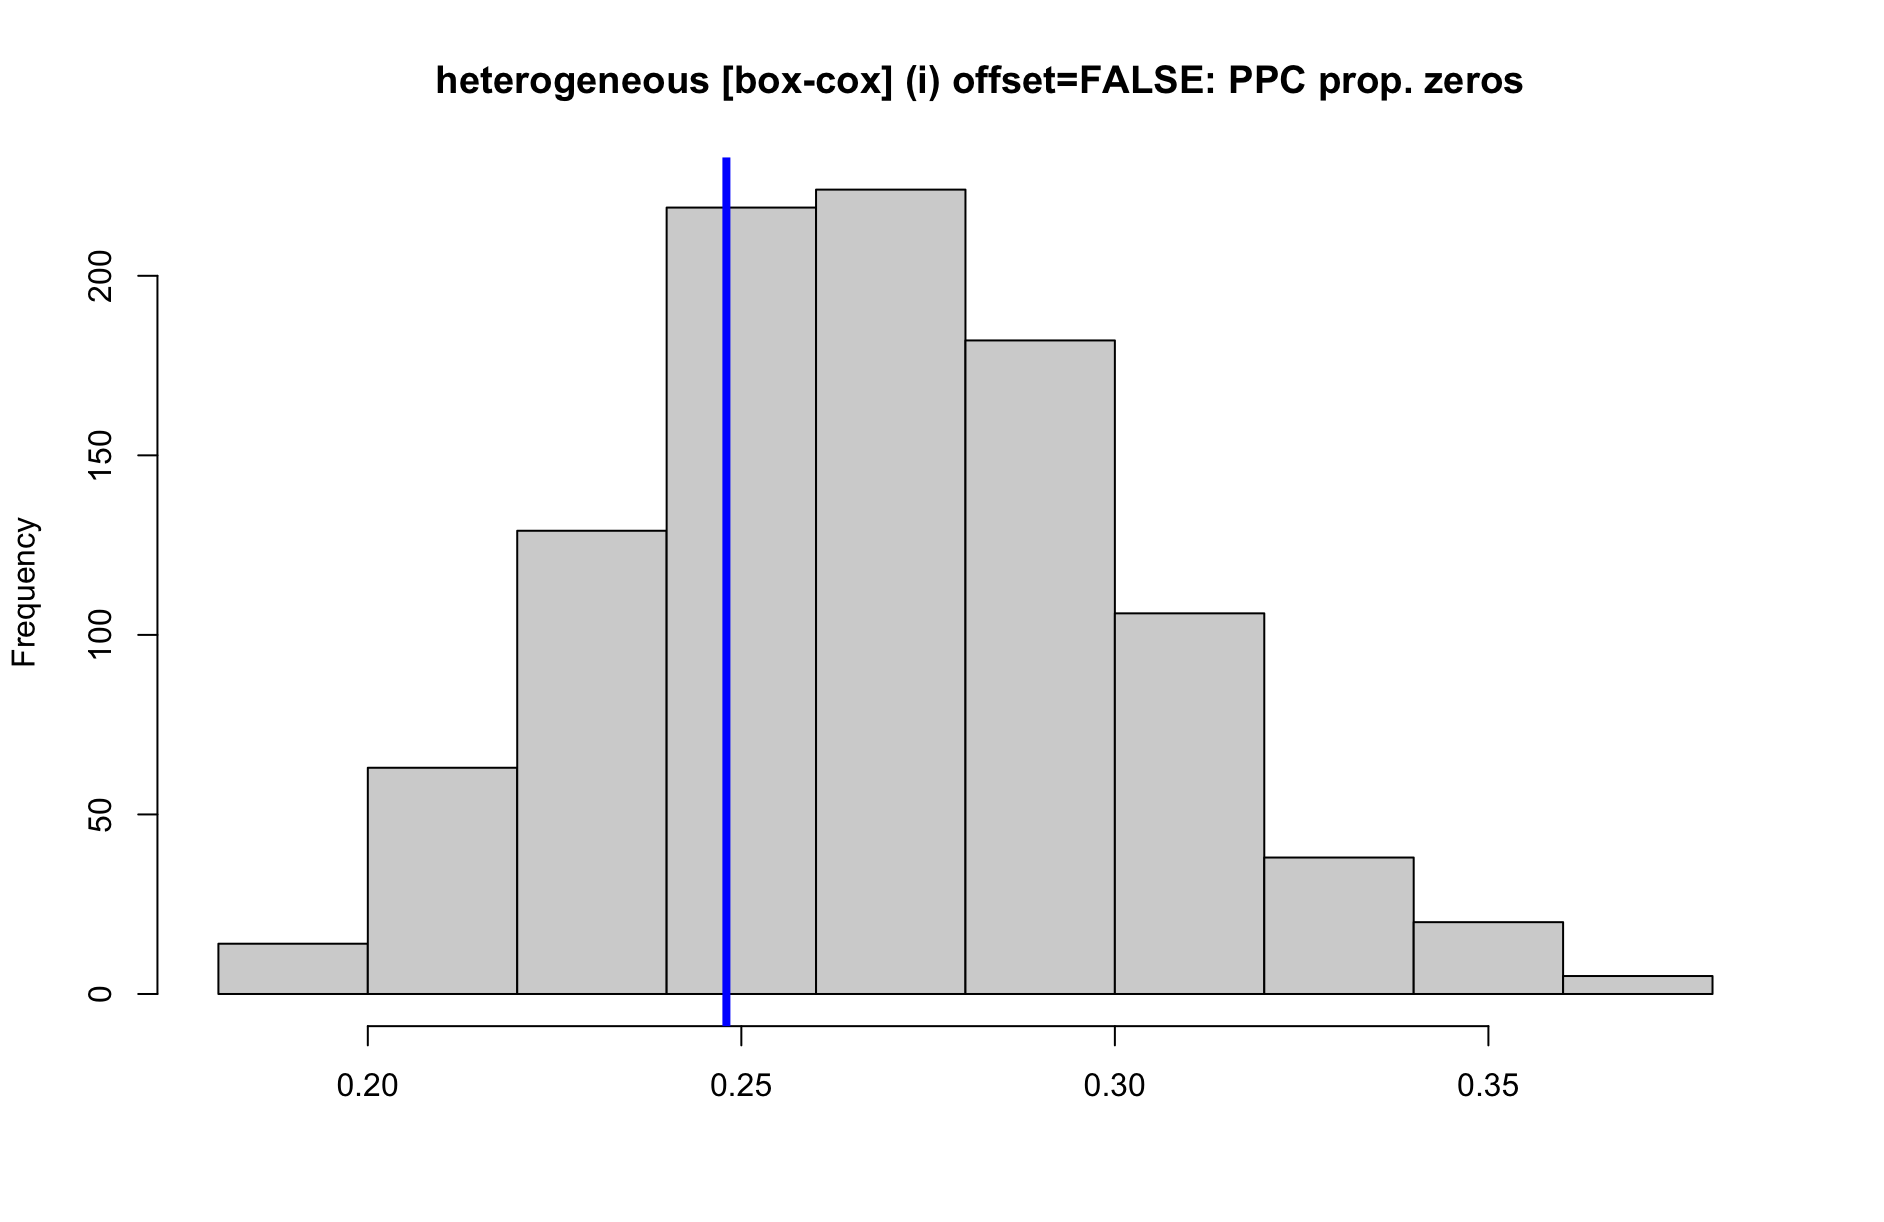 heterogeneous [box-cox] (i) offset=FALSE: PPC prop. zeros
Frequency
200
150
100
50
0
0.20 0.25 0.30 0.35